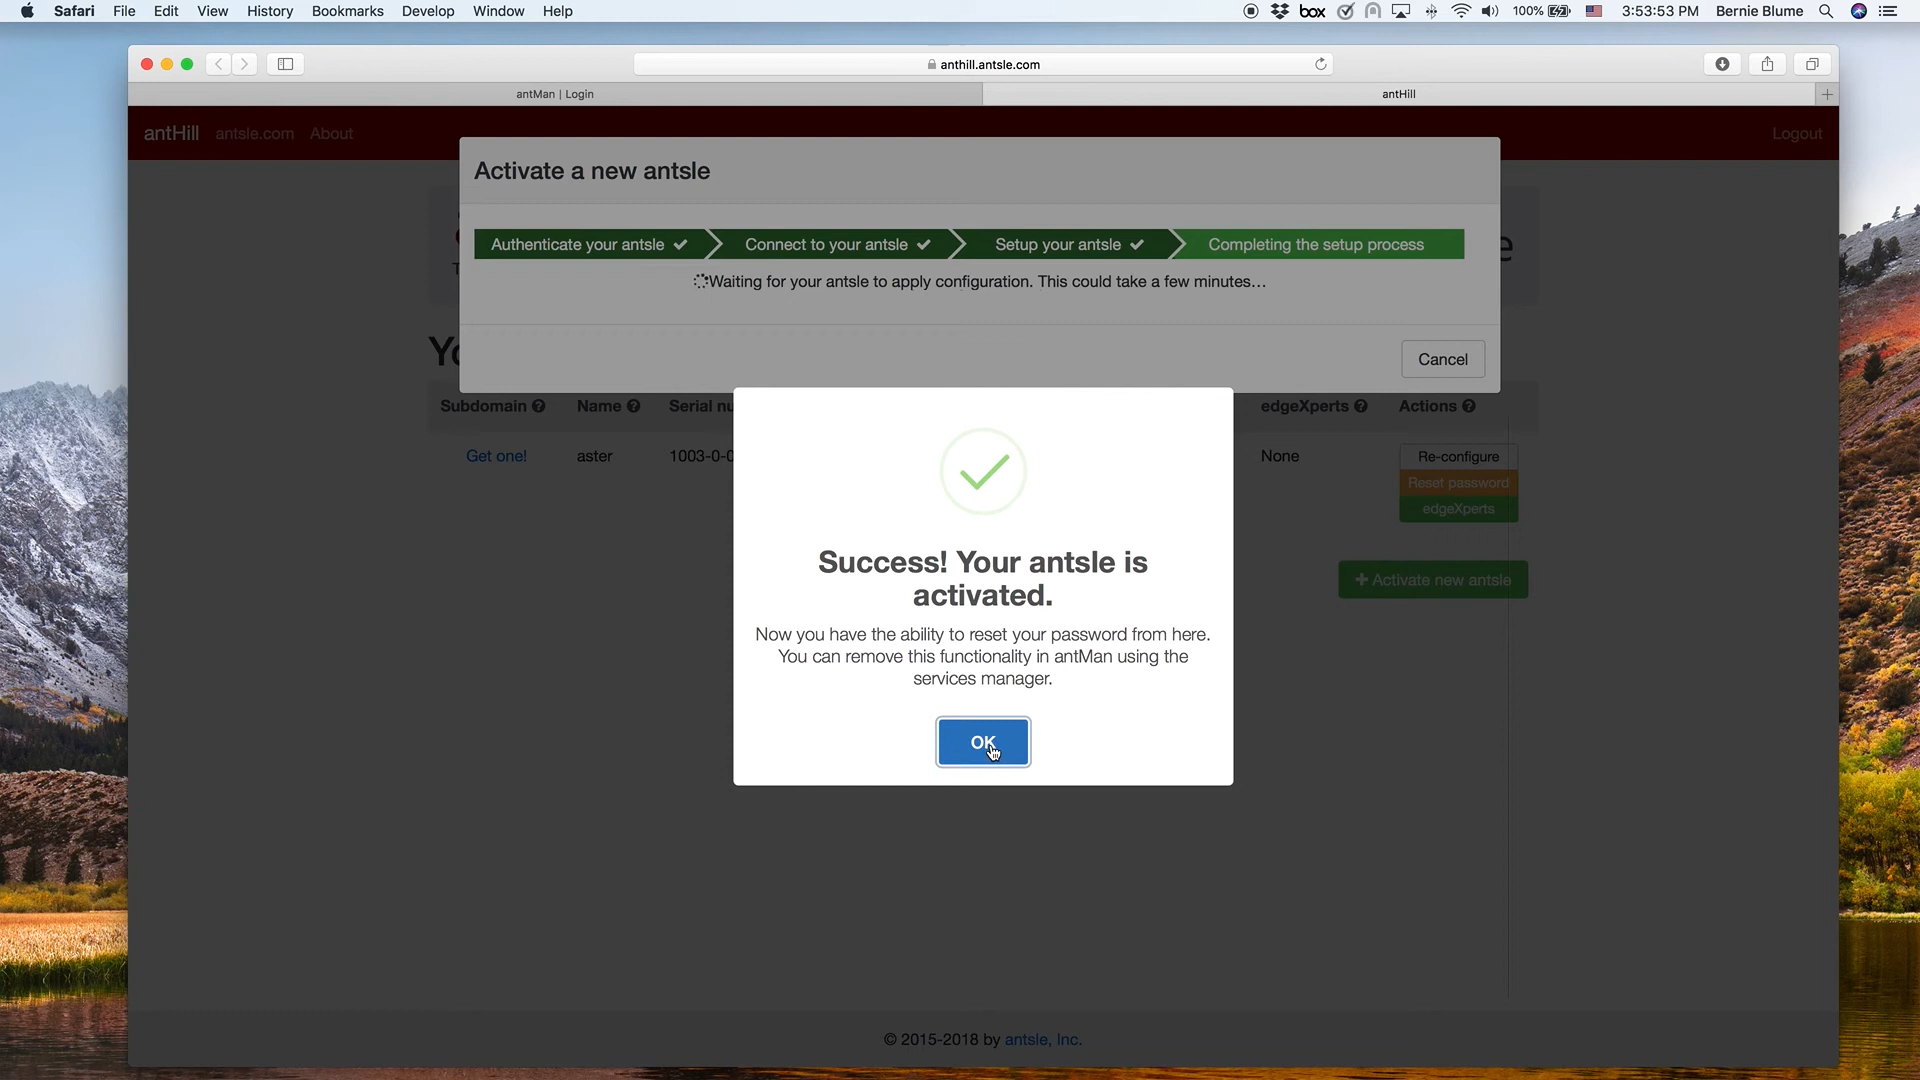 Safari File Edit View History Bookmarks Develop Window Help box 100% 3:53:53 PM Bernie Blume
anthill.antsle.com
antMan | Login antHill
antHill antsle.com About Logout
Activate a new antsle
Authenticate your antsle Connect to your antsle Setup your antsle Completing the setup process
Waiting for your antsle to apply configuration. This could take a few minutes...
Cancel
Subdomain Name Serial edgeXperts Actions
Get one! aster 1003-0-0 None Re-configure
Reset password
edgeXperts
Success! Your antsle is
activated.
+ Activate new antsle
Now you have the ability to reset your password from here.
You can remove this functionality in antMan using the
services manager.
OK
© 2015-2018 by antsle, Inc.